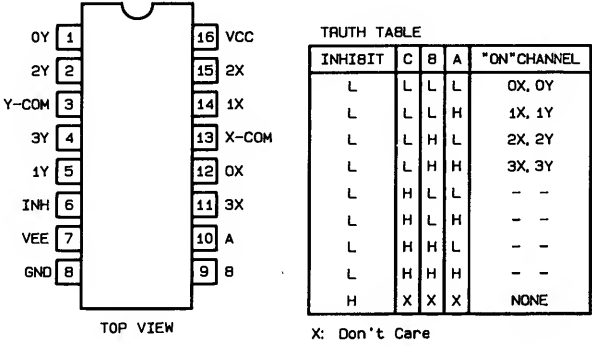 0Y 1 16 VCC
2Y 2 15 2X
Y-COM 3 14 1X
3Y 4 13 X-COM
1Y 5 12 0X
INH 6 11 3X
VEE 7 10 A
GND 8 9 B
TOP VIEW
TRUTH TABLE
INHIBIT C B A "ON"CHANNEL
L L L L 0X, 0Y
L L L H 1X, 1Y
L L H L 2X, 2Y
L L H H 3X, 3Y
L H L L - -
L H L H - -
L H H L - -
L H H H - -
H X X X NONE
X: Don't Care